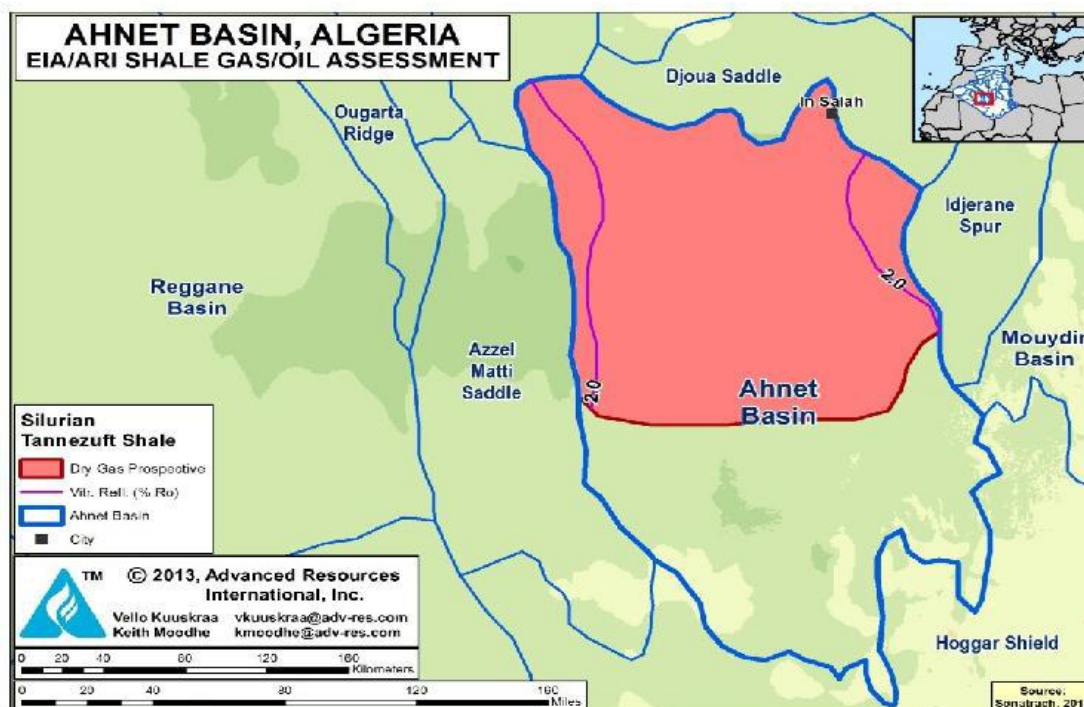 AHNET BASIN, ALGERIA
EIA/ARI SHALE GAS/OIL ASSESSMENT
Djoua Saddle
In Salah
Ougarta
Ridge
Idjerane
Spur
2.0
Reggane
Basin
Azzel
Matti
Saddle
2.0
Mouydir
Basin
Ahnet
Basin
Silurian
Tannezuft Shale
Dry Gas Prospective
Vitr. Refl. (% Ro)
Ahnet Basin
City
TM
© 2013, Advanced Resources
International, Inc.
Vello Kuuskraa vkuuskraa@adv-res.com
Keith Moodhe kmoodhe@adv-res.com
Hoggar Shield
0 20 40 80 120 160
Kilometers
0 20 40 80 120 160
Miles
Source:
Sonatrach, 201